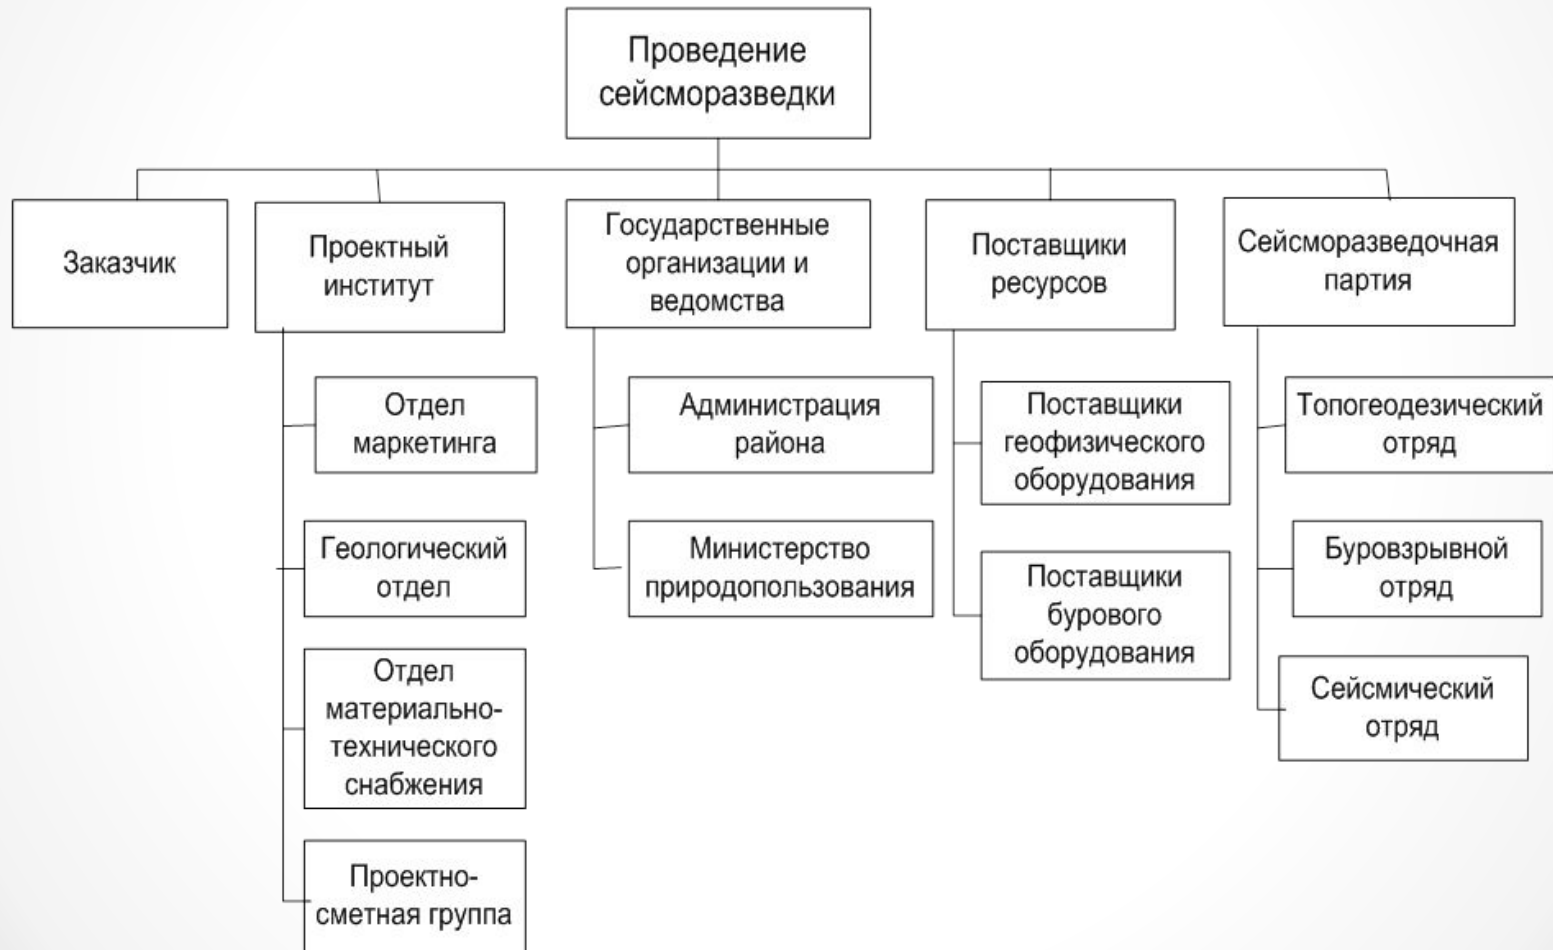 Проведение
сейсморазведки
Заказчик
Проектный
институт
Государственные
организации и
ведомства
Поставщики
ресурсов
Сейсморазведочная
партия
Отдел
маркетинга
Геологический
отдел
Отдел
материально-
технического
снабжения
Проектно-
сметная группа
Администрация
района
Министерство
природопользования
Поставщики
геофизического
оборудования
Поставщики
бурового
оборудования
Топогеодезический
отряд
Буровзрывной
отряд
Сейсмический
отряд